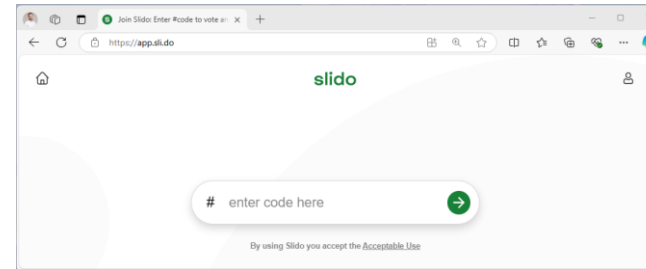 Join Slido: Enter #code to vote an
https://app.sli.do
slido
# enter code here
By using Slido you accept the Acceptable Use